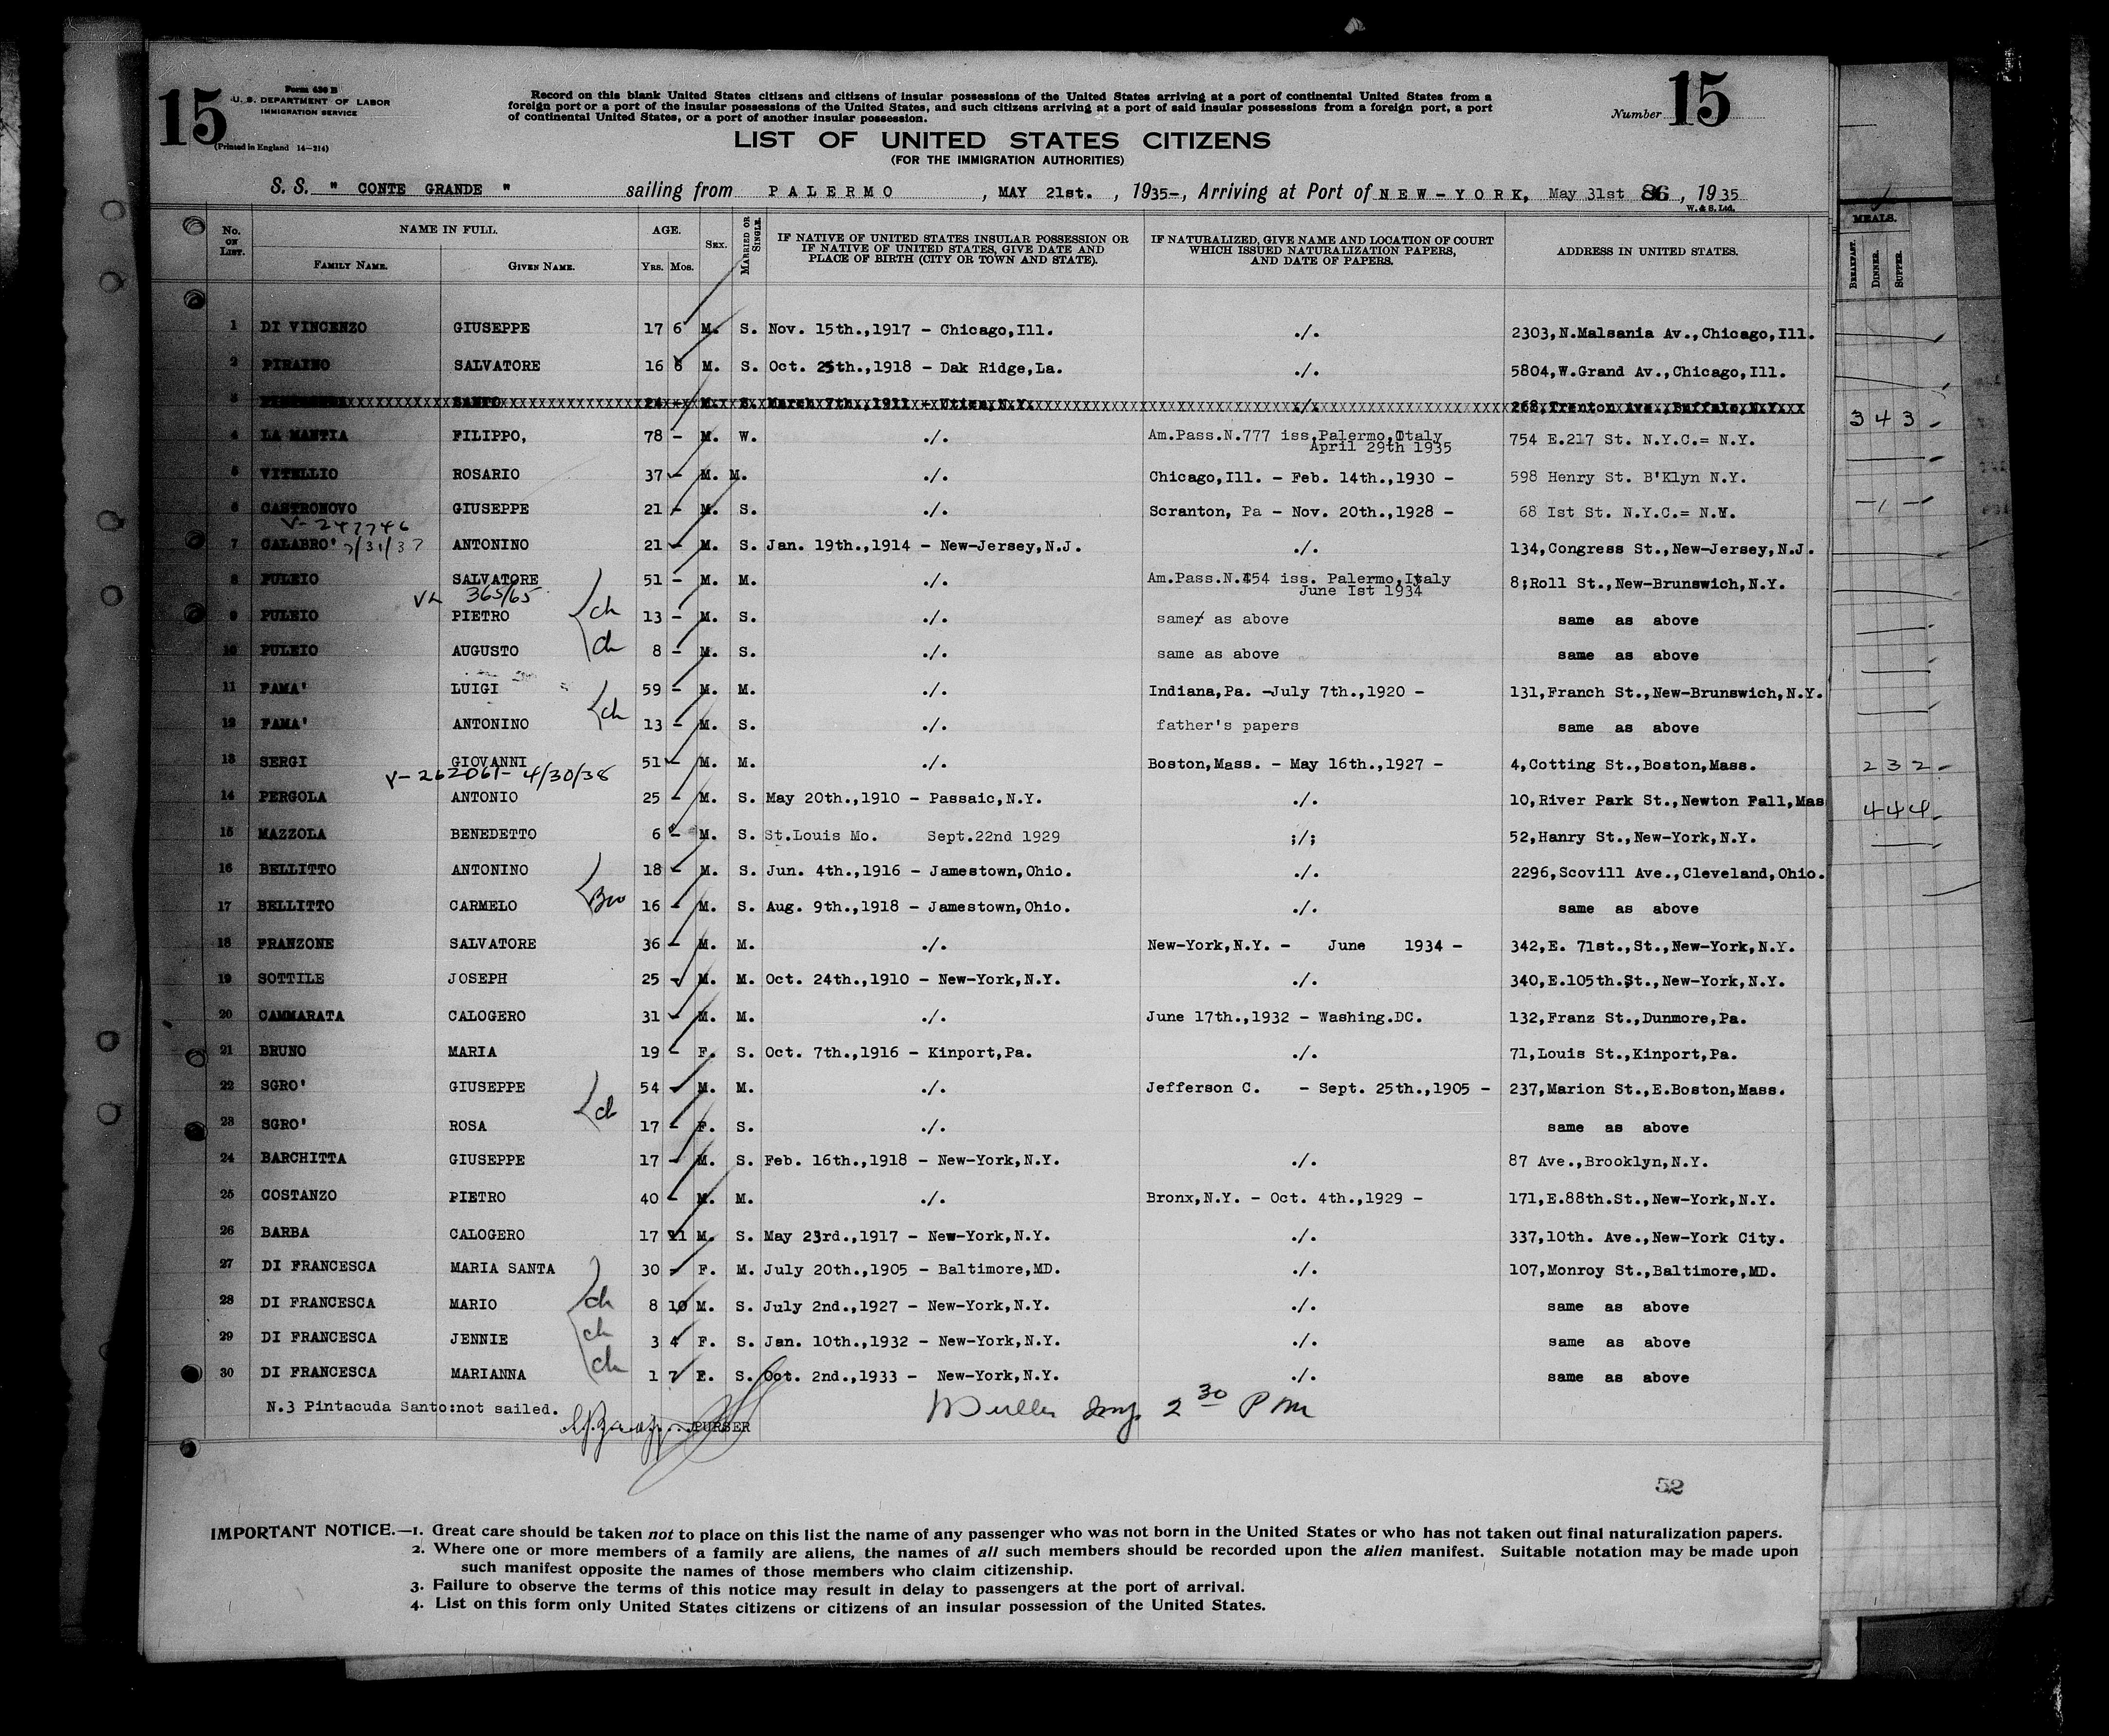 15
Form 630 B
U. S. DEPARTMENT OF LABOR
IMMIGRATION SERVICE
(Printed in England 14—214)
Record on this blank United States citizens and citizens of insular possessions of the United States arriving at a port of continental United States from a
foreign port or a port of the insular possessions of the United States, and such citizens arriving at a port of said insular possessions from a foreign port, a port
of continental United States, or a port of another insular possession.
Number 15
LIST OF UNITED STATES CITIZENS
(FOR THE IMMIGRATION AUTHORITIES)
S. S. " CONTE GRANDE " sailing from PALERMO , MAY 21st. , 1935-, Arriving at Port of NEW-YORK, May 31st , 1935
W. & S. Ltd.
No. ON LIST. NAME IN FULL. FAMILY NAME. GIVEN NAME. AGE. YRS. MOS. SEX. MARRIED OR SINGLE. IF NATIVE OF UNITED STATES INSULAR POSSESSION OR IF NATIVE OF UNITED STATES, GIVE DATE AND PLACE OF BIRTH (CITY OR TOWN AND STATE). IF NATURALIZED, GIVE NAME AND LOCATION OF COURT WHICH ISSUED NATURALIZATION PAPERS, AND DATE OF PAPERS. ADDRESS IN UNITED STATES.
MEALS. BREAKFAST. DINNER. SUPPER.
1 DI VINCENZO GIUSEPPE 17 6 M. S. Nov. 15th.,1917 - Chicago,Ill. ./. 2303,N.Malsania Av.,Chicago,Ill.
2 PIRAINO SALVATORE 16 6 M. S. Oct. 25th.,1918 - Dak Ridge,La. ./. 5804,W.Grand Av.,Chicago,Ill.
3 SANTO 24 - M. S. March 7th.,1911 - Utica,N.Y. ./. 268,Trenton Ave.,Buffalo,N.Y.
3 4 3 -
4 LA MANTIA FILIPPO, 78 - M. W. ./. Am.Pass.N.777 iss.Palermo,Italy 754 E.217 St. N.Y.C.= N.Y.
April 29th 1935
5 VITELLIO ROSARIO 37 - M. M. ./. Chicago,Ill. - Feb. 14th.,1930 - 598 Henry St. B'Klyn N.Y.
6 CASTRONOVO GIUSEPPE 21 - M. S. ./. Scranton, Pa - Nov. 20th.,1928 - 68 Ist St. N.Y.C.= N.Y.
V-247746
7 CALABRO' 7/31/37 ANTONINO 21 - M. S. Jan. 19th.,1914 - New-Jersey,N.J. ./. 134,Congress St.,New-Jersey,N.J.
8 PULEIO SALVATORE 51 - M. M. ./. Am.Pass.N.454 iss. Palermo,Italy 8;Roll St.,New-Brunswich,N.Y.
365/65 June Ist 1934
9 PULEIO PIETRO ch 13 - M. S. ./. same as above same as above
10 PULEIO AUGUSTO ch 8 - M. S. ./. same as above same as above
11 FAMA' LUIGI 59 - M. M. ./. Indiana,Pa. -July 7th.,1920 - 131,Franch St.,New-Brunswich,N.Y.
12 FAMA' ANTONINO ch 13 - M. S. ./. father's papers same as above
13 SERGI GIOVANNI 51 - M. M. ./. Boston,Mass. - May 16th.,1927 - 4,Cotting St.,Boston,Mass. 2 3 2 -
V-262061- 4/30/38
14 PERGOLA ANTONIO 25 - M. S. May 20th.,1910 - Passaic,N.Y. ./. 10,River Park St.,Newton Fall,Mas 4 4 4 -
15 MAZZOLA BENEDETTO 6 - M. S. St.Louis Mo. Sept.22nd 1929 ;/; 52,Hanry St.,New-York,N.Y.
16 BELLITTO ANTONINO 18 - M. S. Jun. 4th.,1916 - Jamestown,Ohio. ./. 2296,Scovill Ave.,Cleveland,Ohio.
17 BELLITTO CARMELO Bro 16 - M. S. Aug. 9th.,1918 - Jamestown,Ohio. ./. same as above
18 FRANZONE SALVATORE 36 - M. M. ./. New-York,N.Y. - June 1934 - 342,E. 71st.,St.,New-York,N.Y.
19 SOTTILE JOSEPH 25 - M. M. Oct. 24th.,1910 - New-York,N.Y. ./. 340,E.105th.St.,New-York,N.Y.
20 CAMMARATA CALOGERO 31 - M. M. ./. June 17th.,1932 - Washing.DC. 132,Franz St.,Dunmore,Pa.
21 BRUNO MARIA 19 - F. S. Oct. 7th.,1916 - Kinport,Pa. ./. 71,Louis St.,Kinport,Pa.
22 SGRO' GIUSEPPE 54 - M. M. ./. Jefferson C. - Sept. 25th.,1905 - 237,Marion St.,E.Boston,Mass.
23 SGRO' ROSA ch 17 - F. S. ./. same as above
24 BARCHITTA GIUSEPPE 17 - M. S. Feb. 16th.,1918 - New-York,N.Y. ./. 87 Ave.,Brooklyn,N.Y.
25 COSTANZO PIETRO 40 - M. M. ./. Bronx,N.Y. - Oct. 4th.,1929 - 171,E.88th.St.,New-York,N.Y.
26 BARBA CALOGERO 17 11 M. S. May 23rd.,1917 - New-York,N.Y. ./. 337,10th. Ave.,New-York City.
27 DI FRANCESCA MARIA SANTA 30 - F. M. July 20th.,1905 - Baltimore,MD. ./. 107,Monroy St.,Baltimore,MD.
28 DI FRANCESCA MARIO ch 8 10 M. S. July 2nd.,1927 - New-York,N.Y. ./. same as above
29 DI FRANCESCA JENNIE ch 3 4 F. S. Jan. 10th.,1932 - New-York,N.Y. ./. same as above
30 DI FRANCESCA MARIANNA ch 1 7 F. S. Oct. 2nd.,1933 - New-York,N.Y. ./. same as above
N.3 Pintacuda Santo:not sailed.
PURSER
2 30 P m
52
IMPORTANT NOTICE.—1. Great care should be taken not to place on this list the name of any passenger who was not born in the United States or who has not taken out final naturalization papers.
2. Where one or more members of a family are aliens, the names of all such members should be recorded upon the alien manifest. Suitable notation may be made upon
such manifest opposite the names of those members who claim citizenship.
3. Failure to observe the terms of this notice may result in delay to passengers at the port of arrival.
4. List on this form only United States citizens or citizens of an insular possession of the United States.